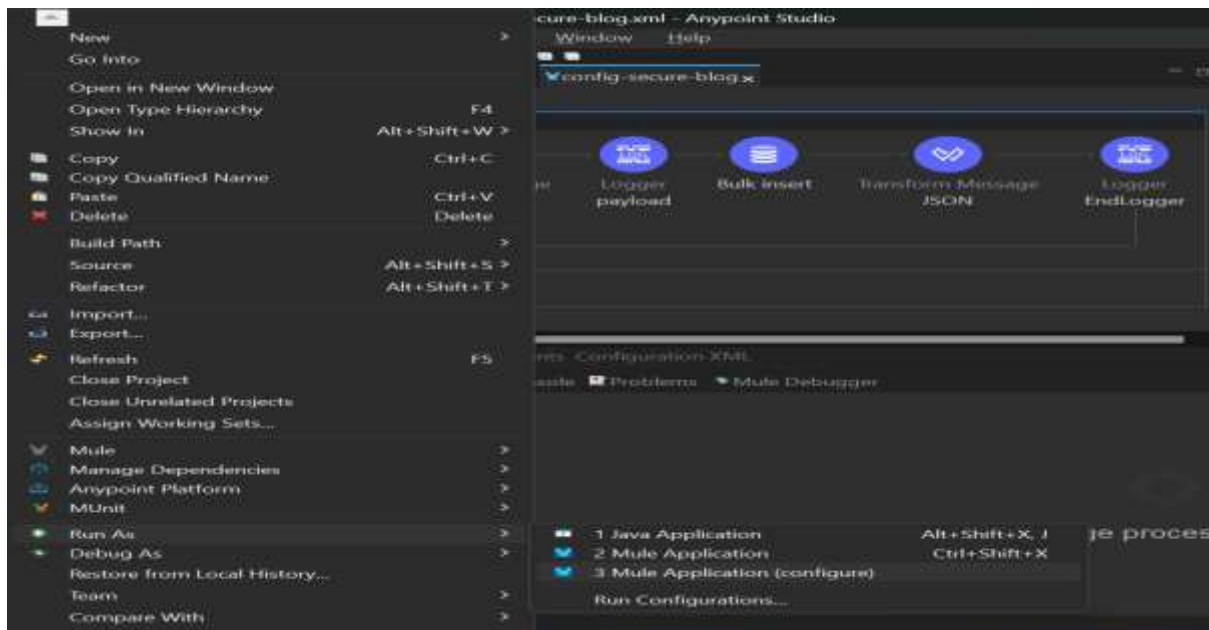 cure-blog.xml - Anypoint Studio
Window Help
config-secure-blog
New
Go Into
Open in New Window
Open Type Hierarchy F4
Show In Alt+Shift+W >
Copy Ctrl+C
Copy Qualified Name
Paste Ctrl+V
Delete Delete
Build Path >
Source Alt+Shift+S >
Refactor Alt+Shift+T >
Import...
Export...
Refresh F5
Close Project
Close Unrelated Projects
Assign Working Sets...
Mule >
Manage Dependencies >
Anypoint Platform >
MUnit >
Run As >
Debug As >
Restore from Local History...
Team >
Compare With >
Logger
payload
Bulk insert
Transform Message
JSON
Logger
EndLogger
Configuration XML
Problems Mule Debugger
1 Java Application Alt+Shift+X, J
2 Mule Application Ctrl+Shift+X
3 Mule Application (configure)
Run Configurations...
ge proces